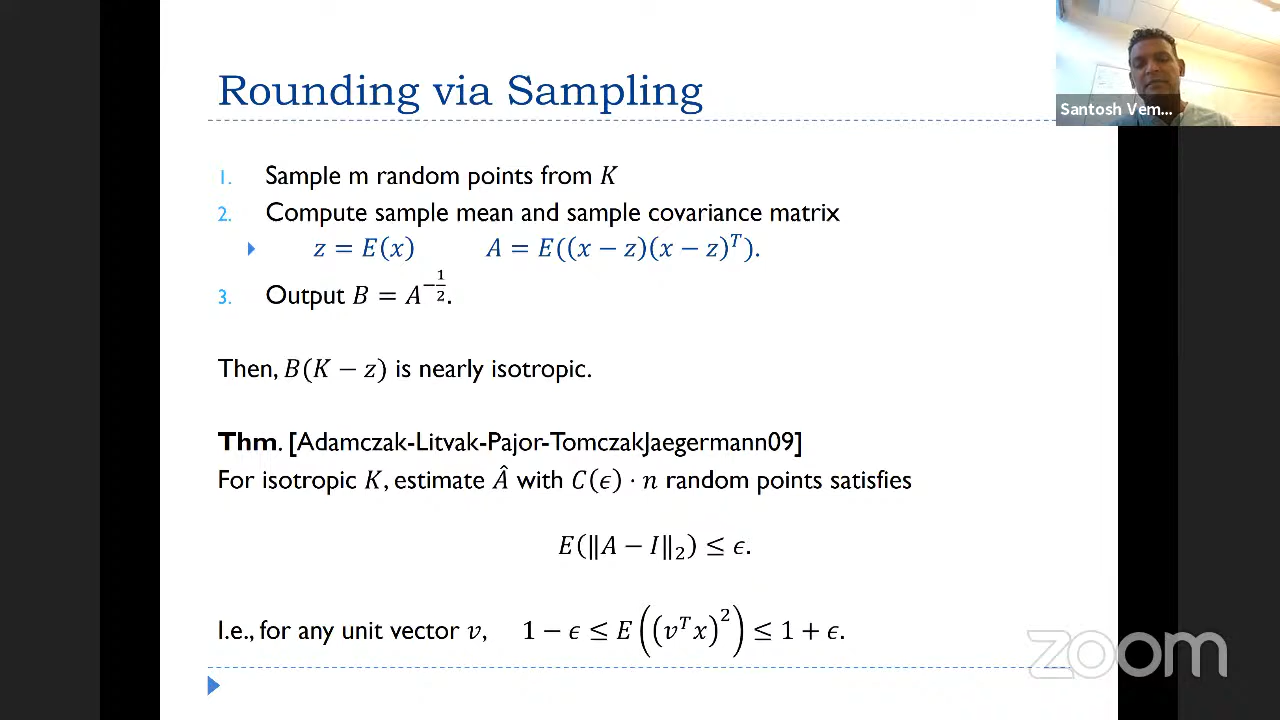 Rounding via Sampling
Santosh Vem...
1. Sample m random points from K
2. Compute sample mean and sample covariance matrix
z = E(x) A = E((x − z)(x − z)^T).
3. Output B = A^{-\frac{1}{2}}.
Then, B(K − z) is nearly isotropic.
Thm. [Adamczak-Litvak-Pajor-TomczakJaegermann09]
For isotropic K, estimate Â with C(ϵ) · n random points satisfies
E(‖A − I‖₂) ≤ ϵ.
I.e., for any unit vector v, 1 − ϵ ≤ E((v^T x)^2) ≤ 1 + ϵ.
zoom